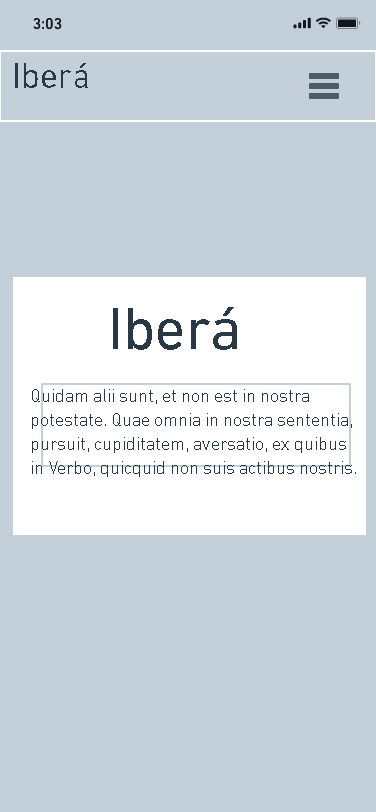 3:03
Iberá
Iberá
Quidam alii sunt, et non est in nostra
potestate. Quae omnia in nostra sententia,
pursuit, cupiditatem, aversatio, ex quibus
in Verbo, quicquid non suis actibus nostris.